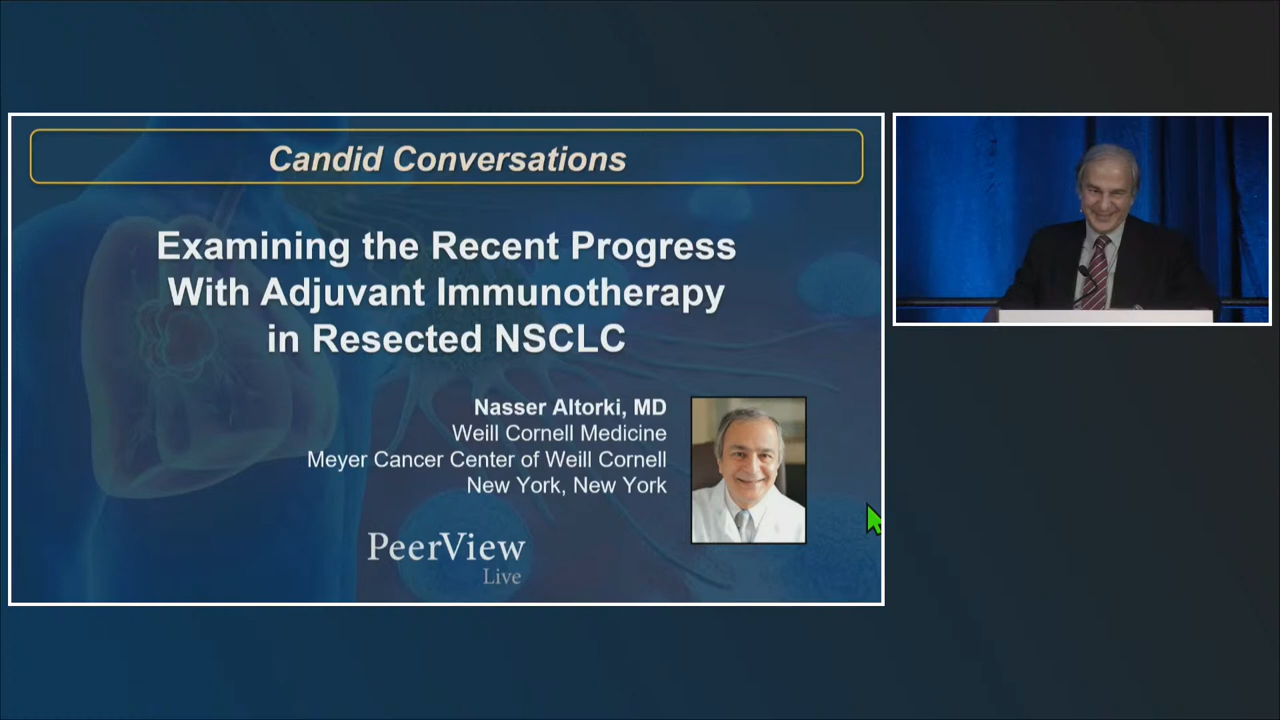 Candid Conversations
Examining the Recent Progress
With Adjuvant Immunotherapy
in Resected NSCLC
Nasser Altorki, MD
Weill Cornell Medicine
Meyer Cancer Center of Weill Cornell
New York, New York
PeerView
Live